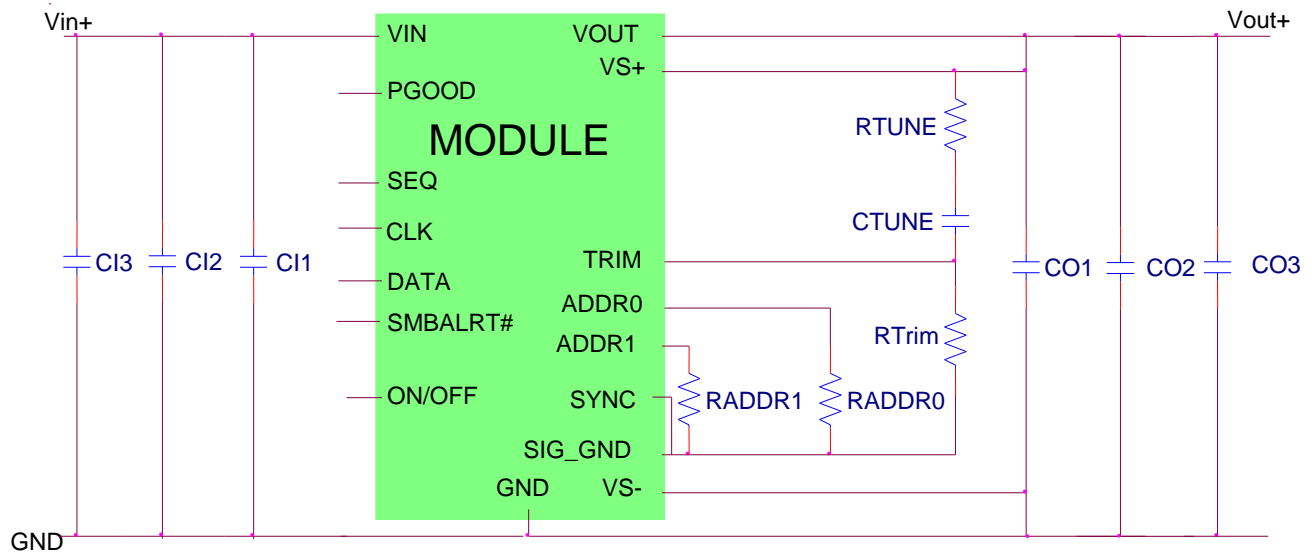 Vin+
Vout+
VIN
VOUT
VS+
PGOOD
RTUNE
MODULE
SEQ
CTUNE
CLK
TRIM
CI3
CI2
CI1
CO1
CO2
CO3
DATA
ADDR0
SMBALRT#
RTrim
ADDR1
ON/OFF
SYNC
RADDR1
RADDR0
SIG_GND
GND
VS-
GND